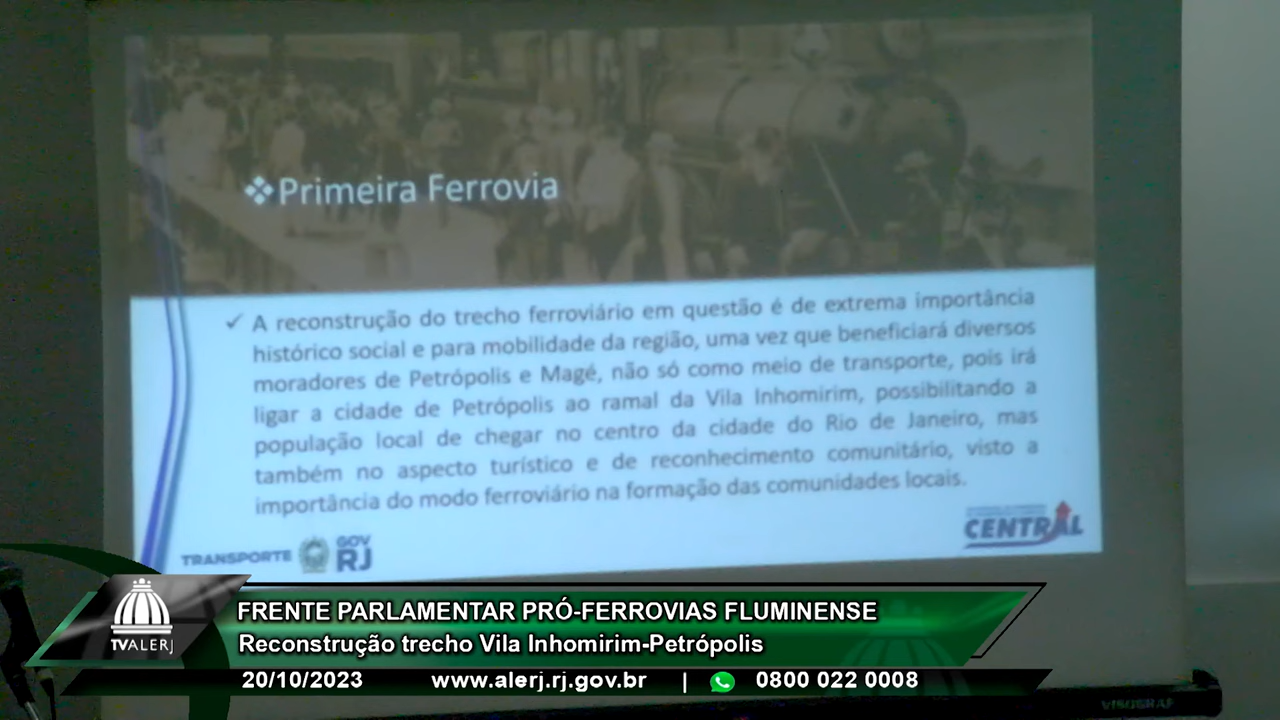 ❖Primeira Ferrovia
✓ A reconstrução do trecho ferroviário em questão é de extrema importância
histórico social e para mobilidade da região, uma vez que beneficiará diversos
moradores de Petrópolis e Magé, não só como meio de transporte, pois irá
ligar a cidade de Petrópolis ao ramal da Vila Inhomirim, possibilitando a
população local de chegar no centro da cidade do Rio de Janeiro, mas
também no aspecto turístico e de reconhecimento comunitário, visto a
importância do modo ferroviário na formação das comunidades locais.
TRANSPORTE GOV
RJ
CENTRAL
TVALERJ
FRENTE PARLAMENTAR PRÓ-FERROVIAS FLUMINENSE
Reconstrução trecho Vila Inhomirim-Petrópolis
20/10/2023 www.alerj.rj.gov.br | 0800 022 0008
VISOGRAF